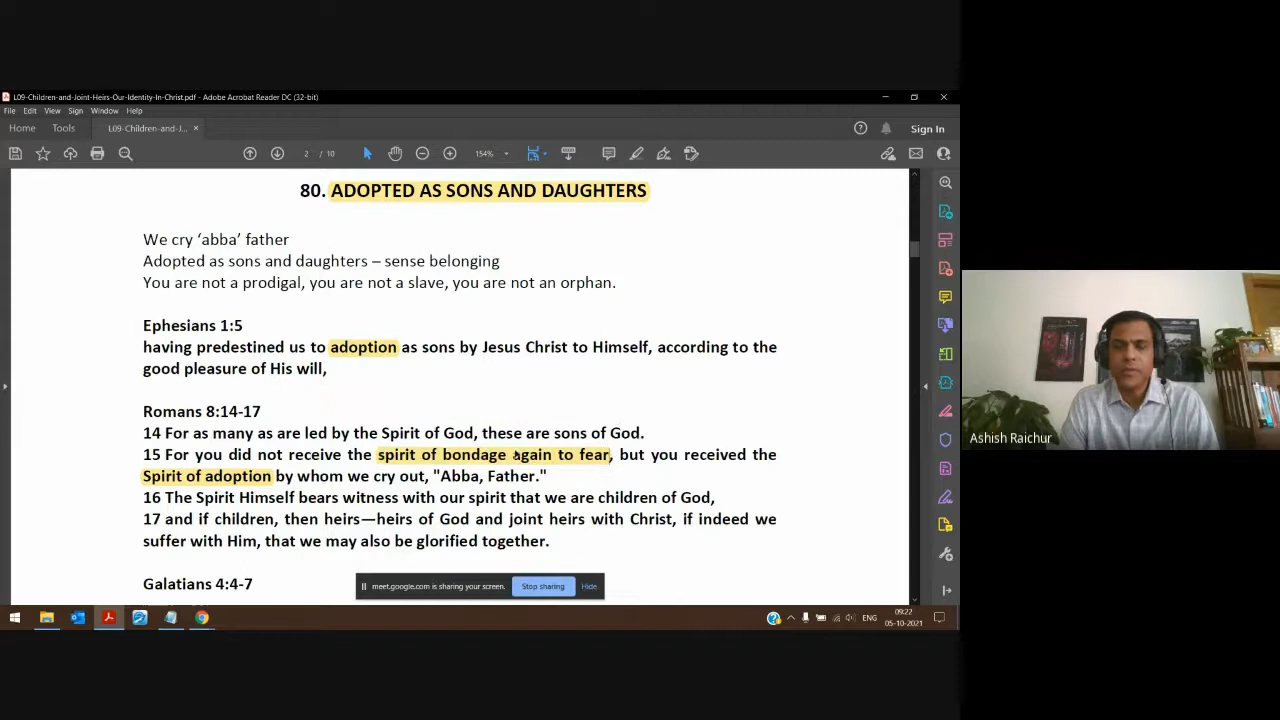 L09-Children-and-Joint-Heirs-Our-Identity-In-Christ.pdf - Adobe Acrobat Reader DC (32-bit)
File Edit View Sign Window Help
Home Tools L09-Children-and-J... × Sign In
2 / 10 154%
80. ADOPTED AS SONS AND DAUGHTERS
We cry ‘abba’ father
Adopted as sons and daughters – sense belonging
You are not a prodigal, you are not a slave, you are not an orphan.
Ephesians 1:5
having predestined us to adoption as sons by Jesus Christ to Himself, according to the
good pleasure of His will,
Romans 8:14-17
14 For as many as are led by the Spirit of God, these are sons of God.
15 For you did not receive the spirit of bondage again to fear, but you received the
Spirit of adoption by whom we cry out, "Abba, Father."
16 The Spirit Himself bears witness with our spirit that we are children of God,
17 and if children, then heirs—heirs of God and joint heirs with Christ, if indeed we
suffer with Him, that we may also be glorified together.
Galatians 4:4-7
meet.google.com is sharing your screen. Stop sharing Hide
ENG
09:22
05-10-2021
Ashish Raichur